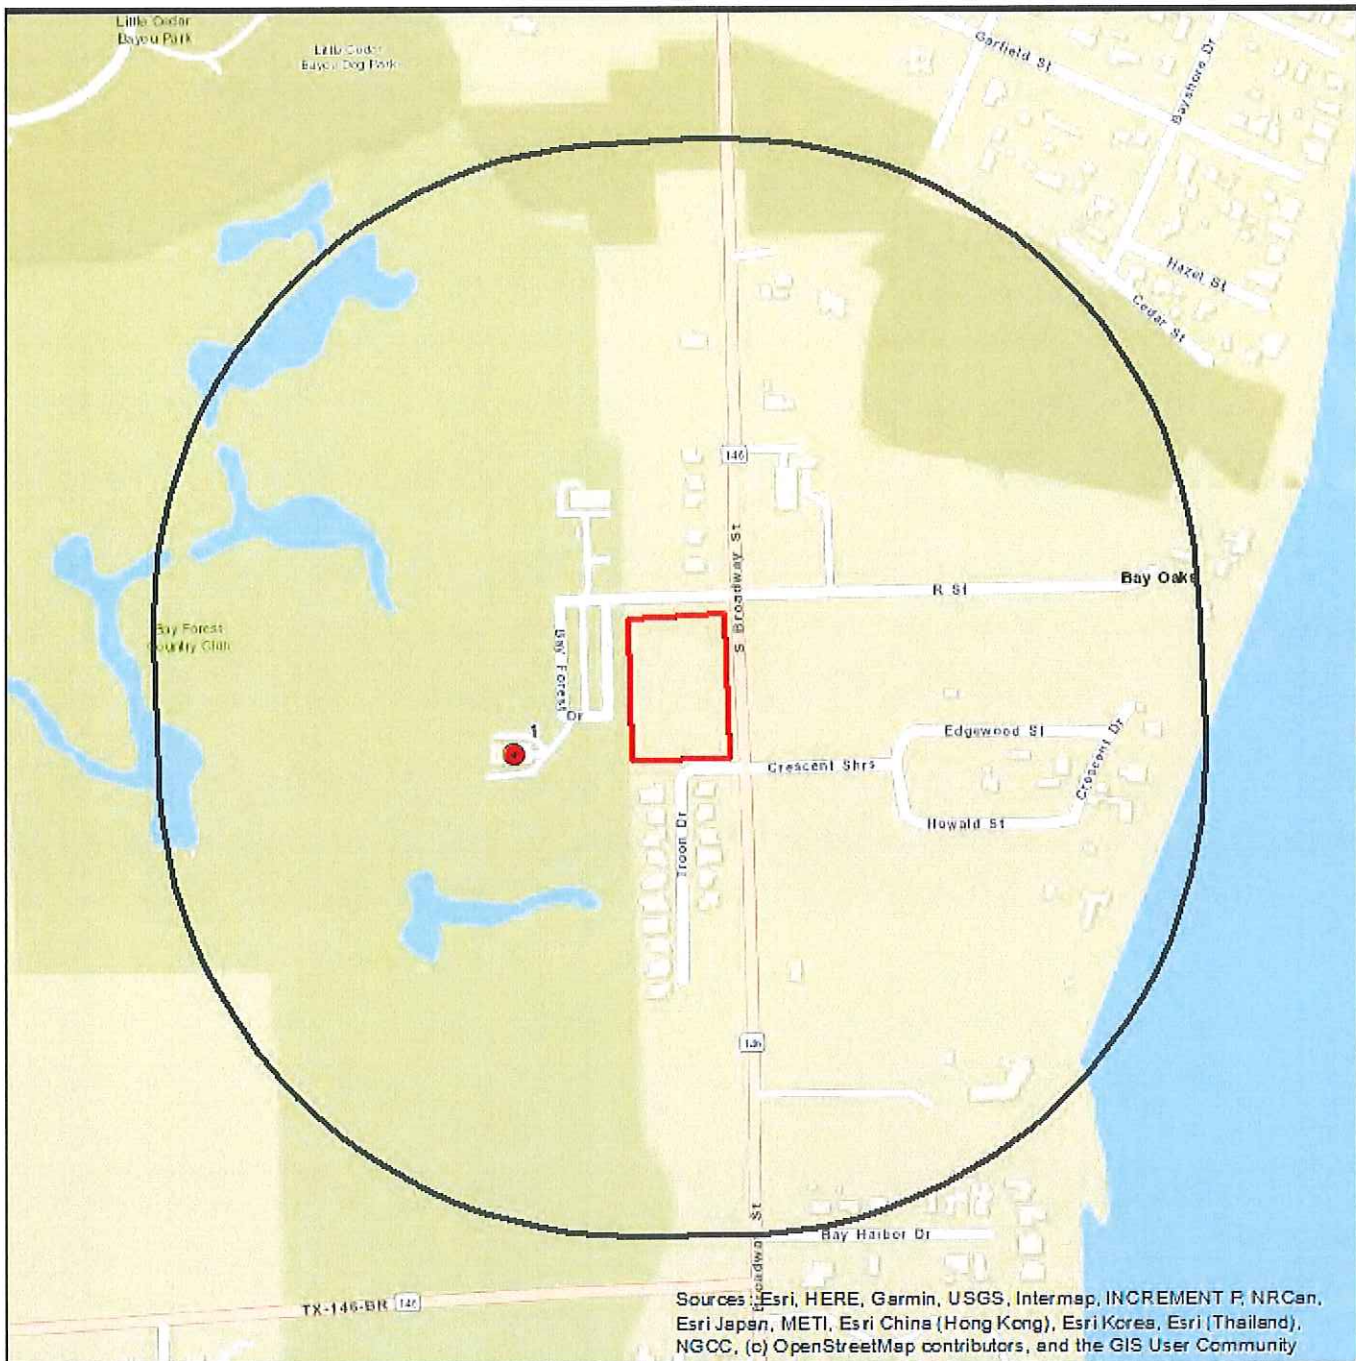 Little Cedar
Bayou Park
Little Cedar
Bayou Dog Park
Garfield St
Bayshore Dr
Hazel St
Cedar St
146
S Broadway St
R St
Bay Oaks
Bay Forest
Country Club
Bay Forest
Dr
1
Edgewood St
Crescent Shrs
Crescent Dr
Howald St
Troon Dr
146
Broadway St
Bay Harbor Dr
TX-146-BR
146
Sources: Esri, HERE, Garmin, USGS, Intermap, INCREMENT P, NRCan,
Esri Japan, METI, Esri China (Hong Kong), Esri Korea, Esri (Thailand),
NGCC, (c) OpenStreetMap contributors, and the GIS User Community